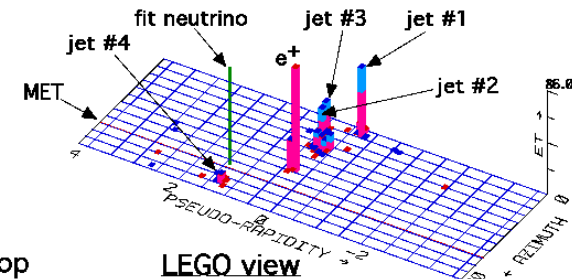 fit neutrino
jet #3
jet #1
jet #4
e+
jet #2
MET
86.0
ET →
4
2
0
-2
PSEUDO-RAPIDITY →
0
AZIMUTH →
op
LEGO view